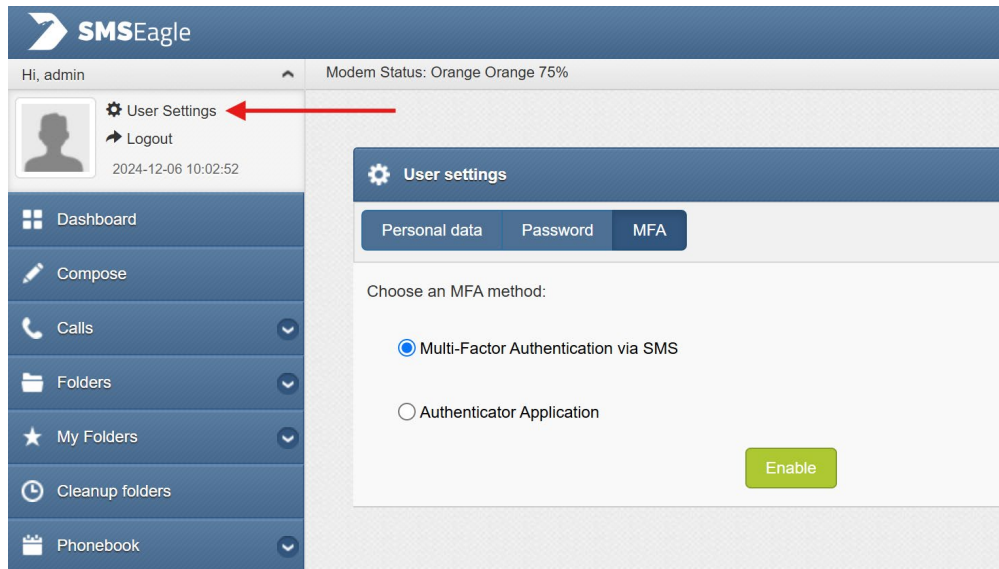 SMSEagle
Hi, admin
Modem Status: Orange Orange 75%
User Settings
Logout
2024-12-06 10:02:52
Dashboard
Compose
Calls
Folders
My Folders
Cleanup folders
Phonebook
User settings
Personal data Password MFA
Choose an MFA method:
Multi-Factor Authentication via SMS
Authenticator Application
Enable